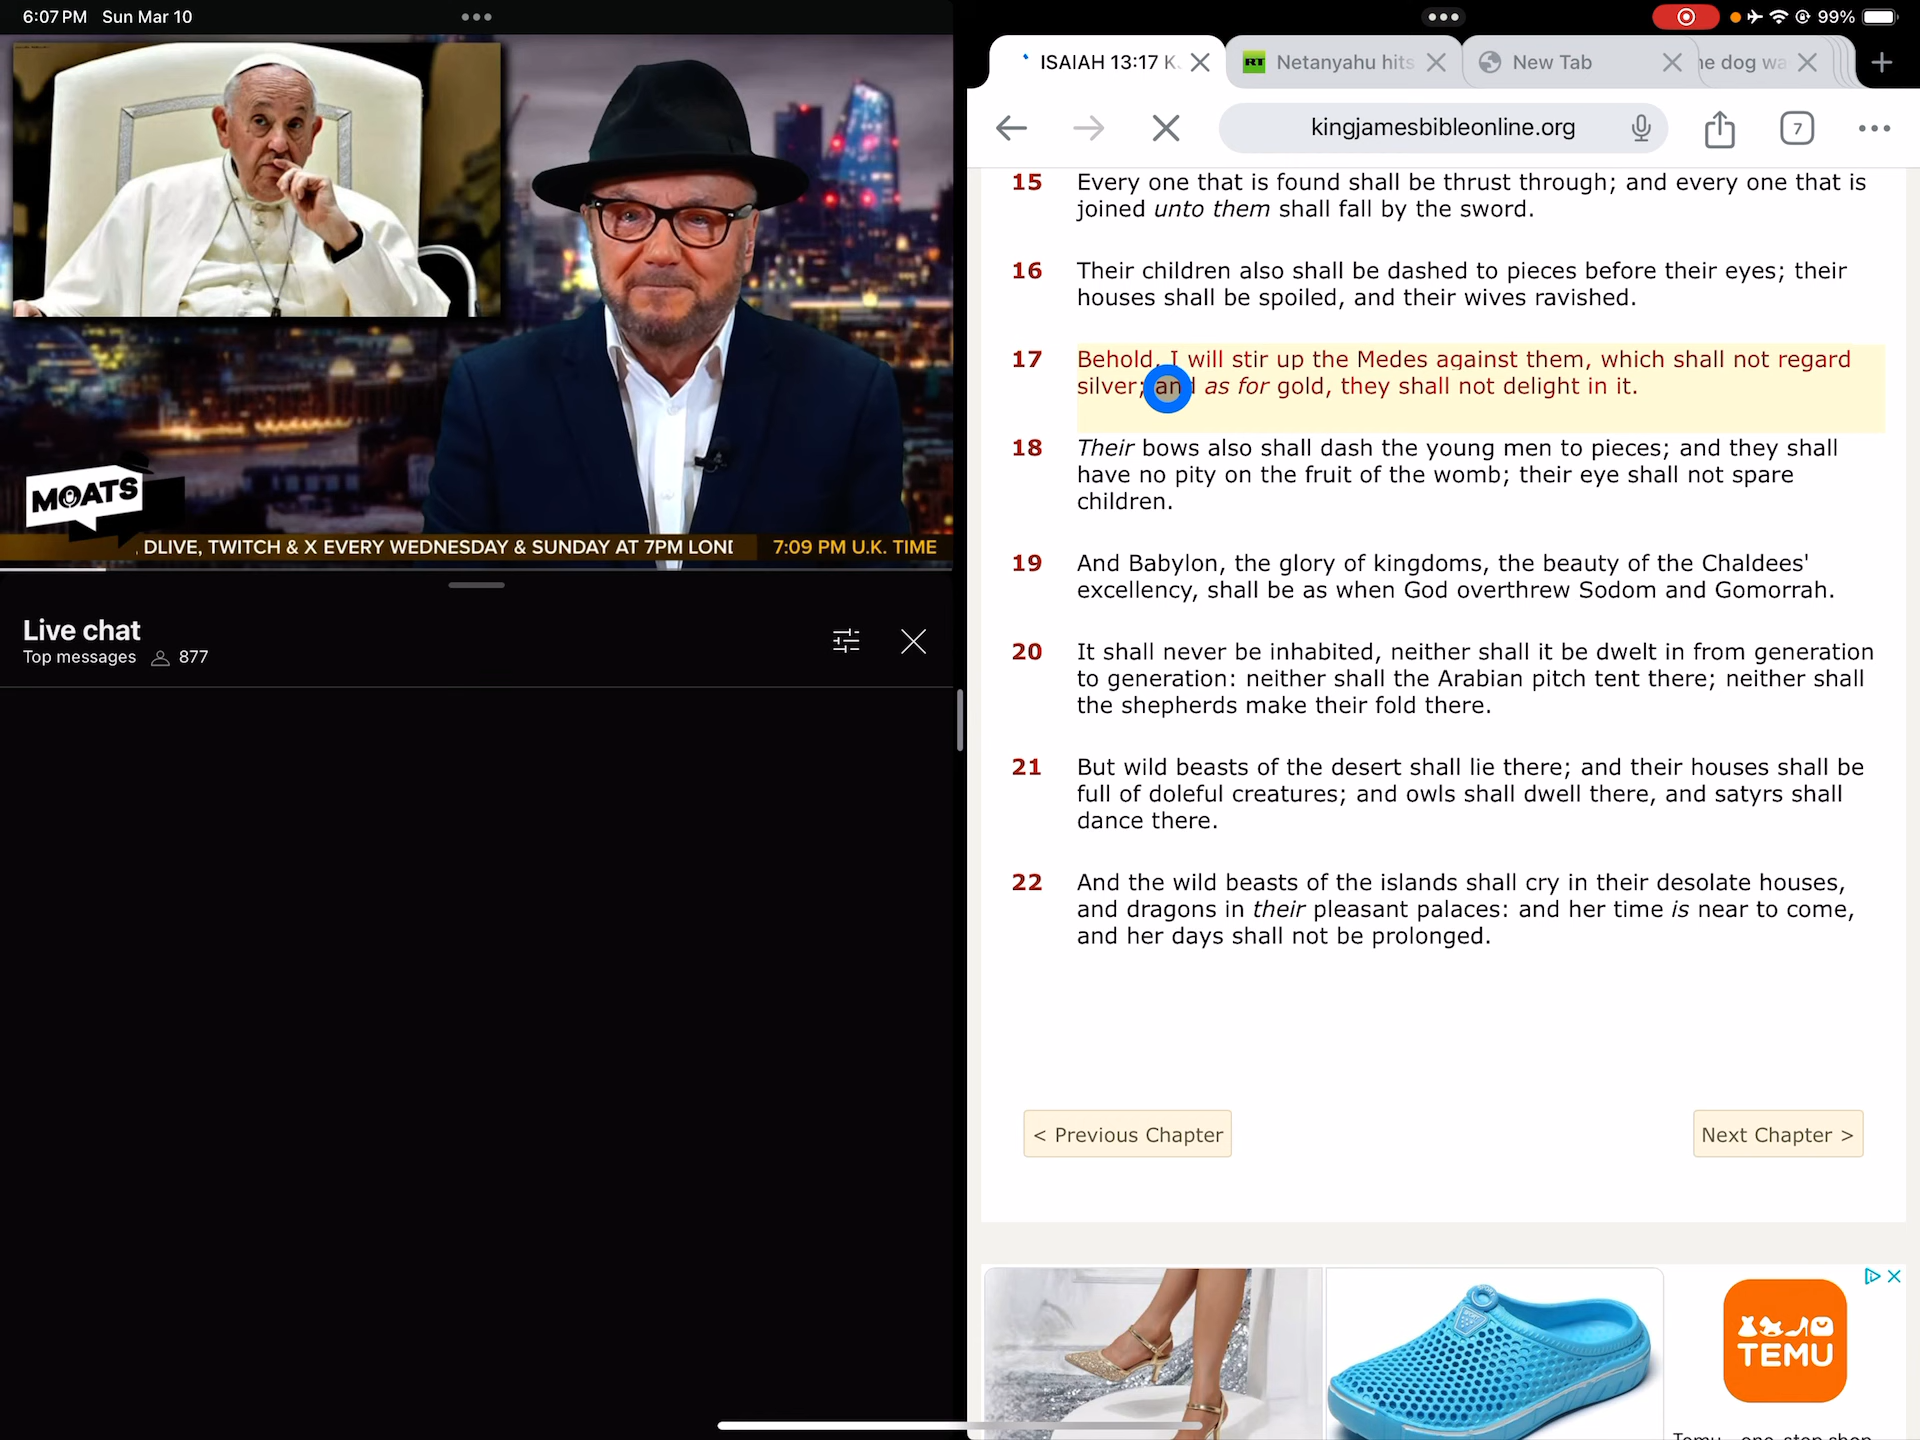 6:07 PM Sun Mar 10
99%
MOATS
DLIVE, TWITCH & X EVERY WEDNESDAY & SUNDAY AT 7PM LON
7:09 PM U.K. TIME
Live chat
Top messages 877
ISAIAH 13:17 K
Netanyahu hits
New Tab
he dog wa
kingjamesbibleonline.org
7
15 Every one that is found shall be thrust through; and every one that is
joined unto them shall fall by the sword.
16 Their children also shall be dashed to pieces before their eyes; their
houses shall be spoiled, and their wives ravished.
17 Behold, I will stir up the Medes against them, which shall not regard
silver; and as for gold, they shall not delight in it.
18 Their bows also shall dash the young men to pieces; and they shall
have no pity on the fruit of the womb; their eye shall not spare
children.
19 And Babylon, the glory of kingdoms, the beauty of the Chaldees'
excellency, shall be as when God overthrew Sodom and Gomorrah.
20 It shall never be inhabited, neither shall it be dwelt in from generation
to generation: neither shall the Arabian pitch tent there; neither shall
the shepherds make their fold there.
21 But wild beasts of the desert shall lie there; and their houses shall be
full of doleful creatures; and owls shall dwell there, and satyrs shall
dance there.
22 And the wild beasts of the islands shall cry in their desolate houses,
and dragons in their pleasant palaces: and her time is near to come,
and her days shall not be prolonged.
< Previous Chapter
Next Chapter >
TEMU